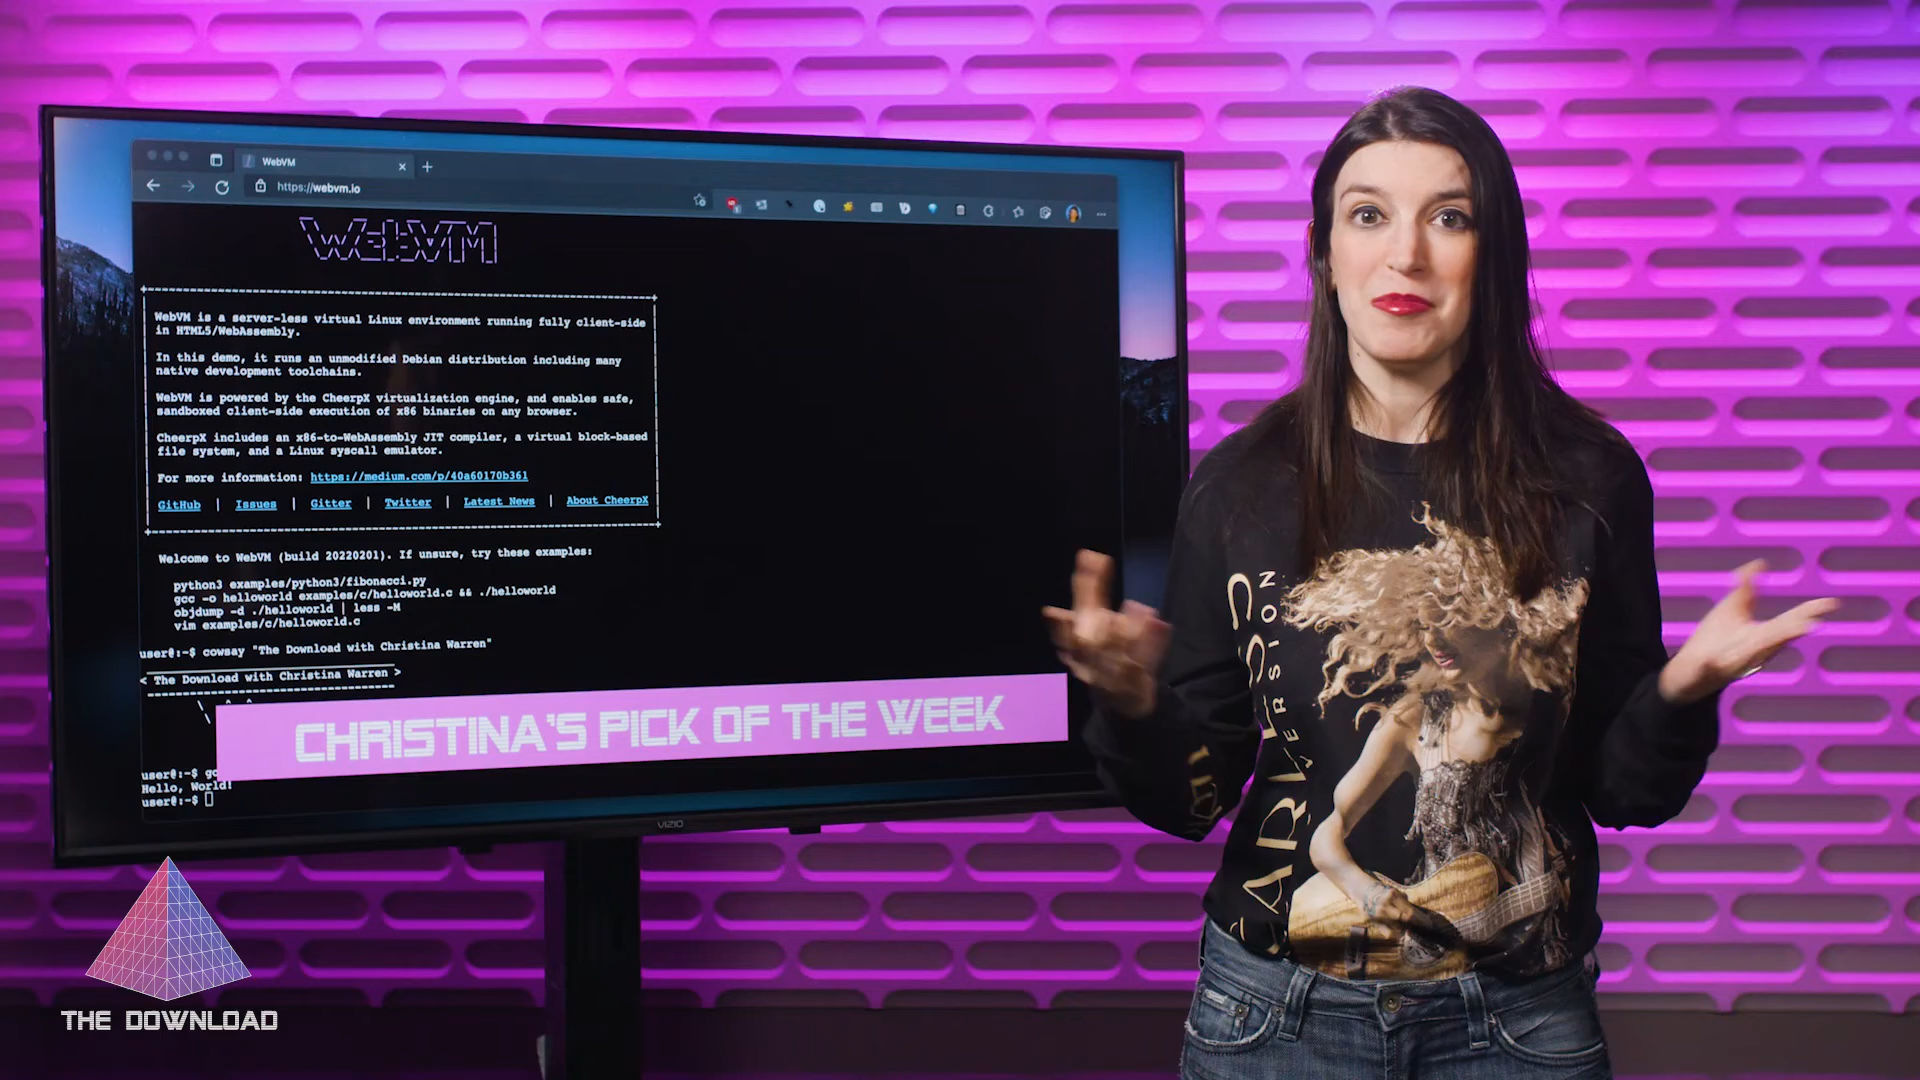 WebVM
https://webvm.io
WebVM
WebVM is a server-less virtual Linux environment running fully client-side
in HTML5/WebAssembly.
In this demo, it runs an unmodified Debian distribution including many
native development toolchains.
WebVM is powered by the CheerpX virtualization engine, and enables safe,
sandboxed client-side execution of x86 binaries on any browser.
CheerpX includes an x86-to-WebAssembly JIT compiler, a virtual block-based
file system, and a Linux syscall emulator.
For more information: https://medium.com/p/40a60170b361
GitHub | Issues | Gitter | Twitter | Latest News | About CheerpX
Welcome to WebVM (build 20220201). If unsure, try these examples:
python3 examples/python3/fibonacci.py
gcc -o helloworld examples/c/helloworld.c && ./helloworld
objdump -d ./helloworld | less -M
vim examples/c/helloworld.c
user@:~$ cowsay "The Download with Christina Warren"
< The Download with Christina Warren >
CHRISTINA'S PICK OF THE WEEK
user@:~$ gc
Hello, World!
user@:~$
VIZIO
THE DOWNLOAD
VERSION